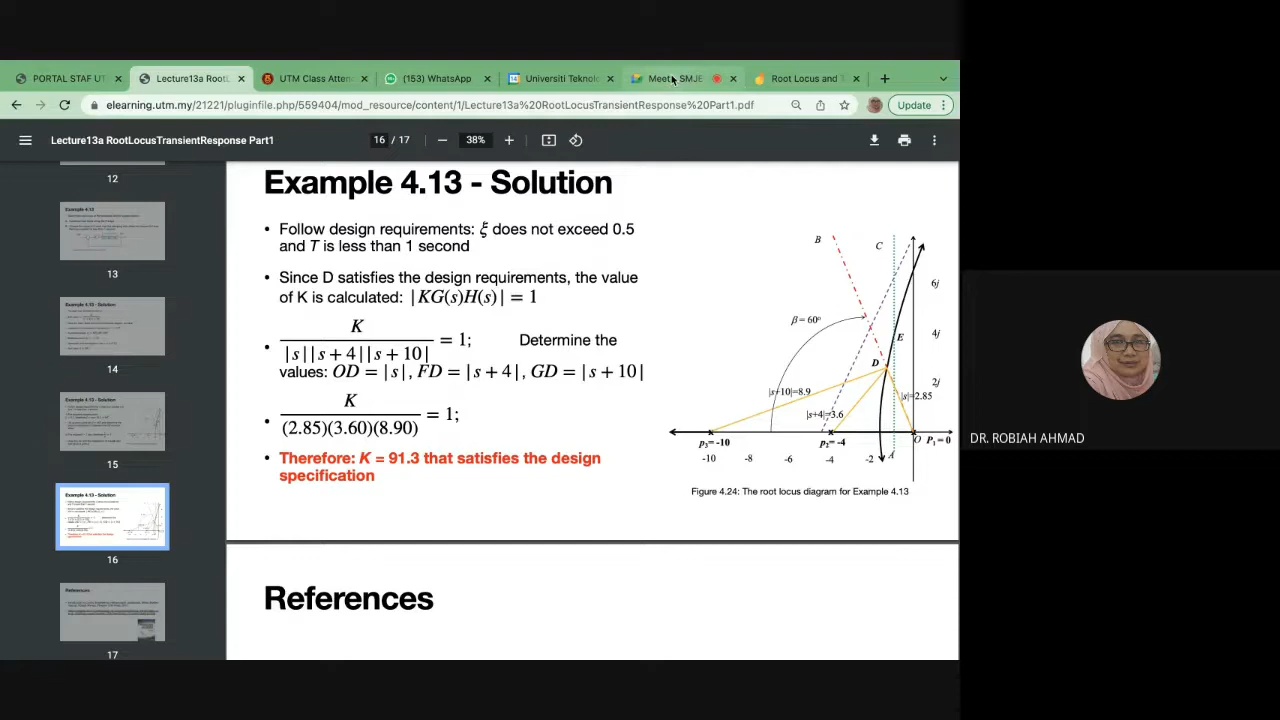 PORTAL STAF UT
Lecture13a RootL
UTM Class Attend
(153) WhatsApp
Universiti Teknolo
Meet - SMJE
Root Locus and T
elearning.utm.my/21221/pluginfile.php/559404/mod_resource/content/1/Lecture13a%20RootLocusTransientResponse%20Part1.pdf
Update
Lecture13a RootLocusTransientResponse Part1
16 / 17
38%
12
13
14
15
16
17
Example 4.13 - Solution
• Follow design requirements: ξ does not exceed 0.5
and T is less than 1 second
• Since D satisfies the design requirements, the value
of K is calculated: |KG(s)H(s)| = 1
• K / |s||s + 4||s + 10| = 1; Determine the
values: OD = |s|, FD = |s + 4|, GD = |s + 10|
• K / (2.85)(3.60)(8.90) = 1;
• Therefore: K = 91.3 that satisfies the design
specification
B
C
6j
β = 60°
E
4j
D
2j
|s+10|=8.9
|s|=2.85
|s+4|=3.6
p₃= -10
p₂= -4
O
P₁ = 0
-10 -8 -6 -4 -2
A
Figure 4.24: The root locus diagram for Example 4.13
References
DR. ROBIAH AHMAD